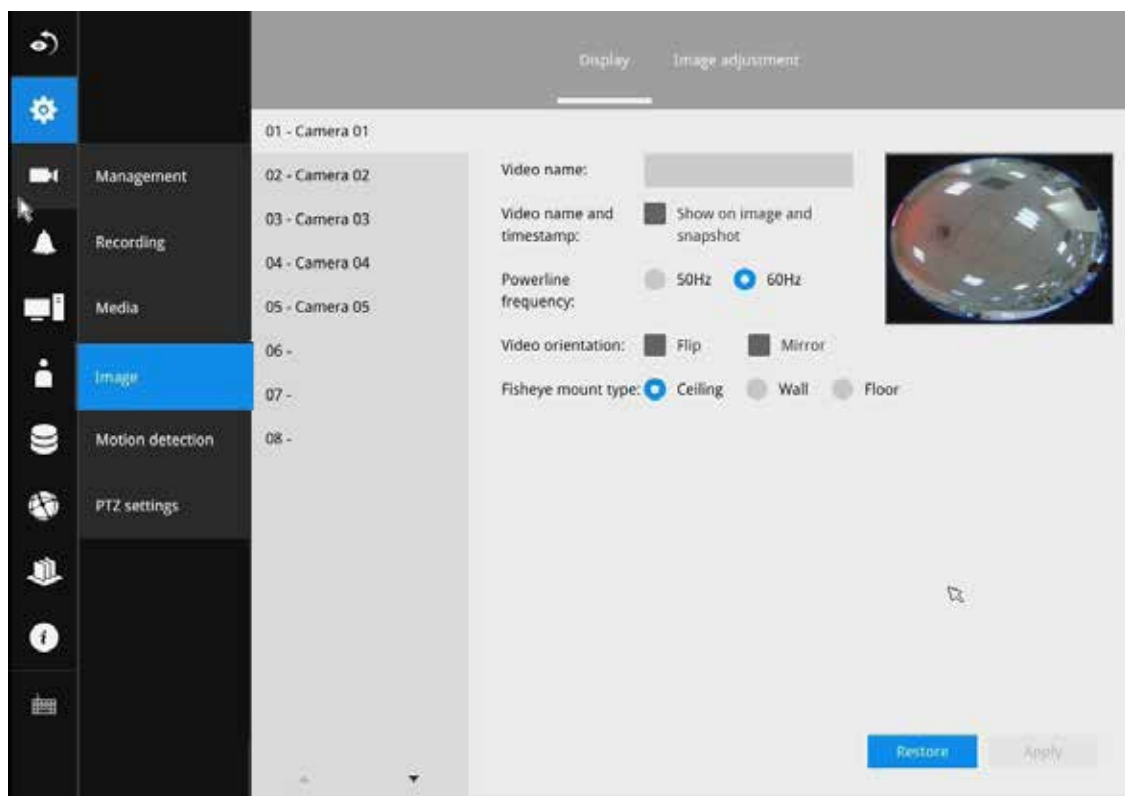 Display Image adjustment
01 - Camera 01
02 - Camera 02
03 - Camera 03
04 - Camera 04
05 - Camera 05
06 -
07 -
08 -
Management
Recording
Media
Image
Motion detection
PTZ settings
Video name:
Video name and
timestamp:
Show on image and
snapshot
Powerline
frequency:
50Hz 60Hz
Video orientation: Flip Mirror
Fisheye mount type: Ceiling Wall Floor
Restore Apply